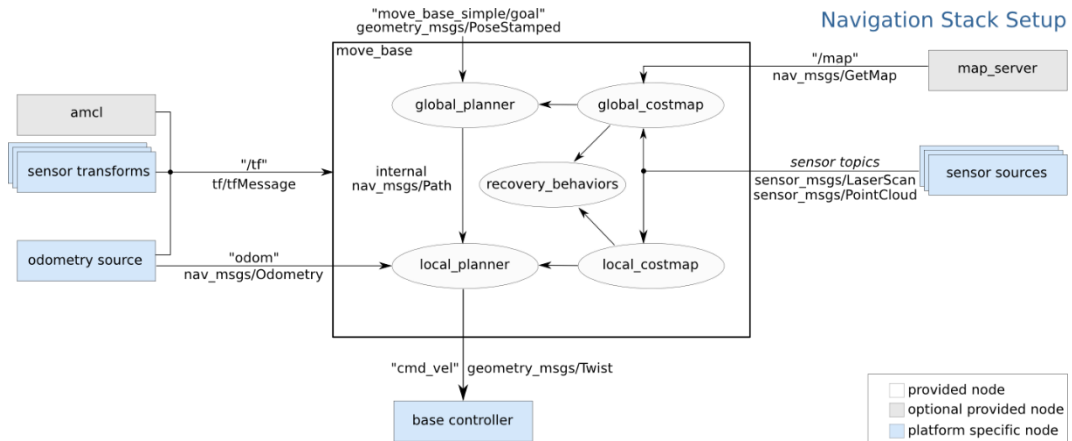 Navigation Stack Setup
"move_base_simple/goal"
geometry_msgs/PoseStamped
move_base
"/map"
nav_msgs/GetMap
map_server
amcl
global_planner
global_costmap
sensor transforms
"/tf"
tf/tfMessage
internal
nav_msgs/Path
recovery_behaviors
sensor topics
sensor_msgs/LaserScan
sensor_msgs/PointCloud
sensor sources
odometry source
"odom"
nav_msgs/Odometry
local_planner
local_costmap
"cmd_vel" geometry_msgs/Twist
base controller
provided node
optional provided node
platform specific node